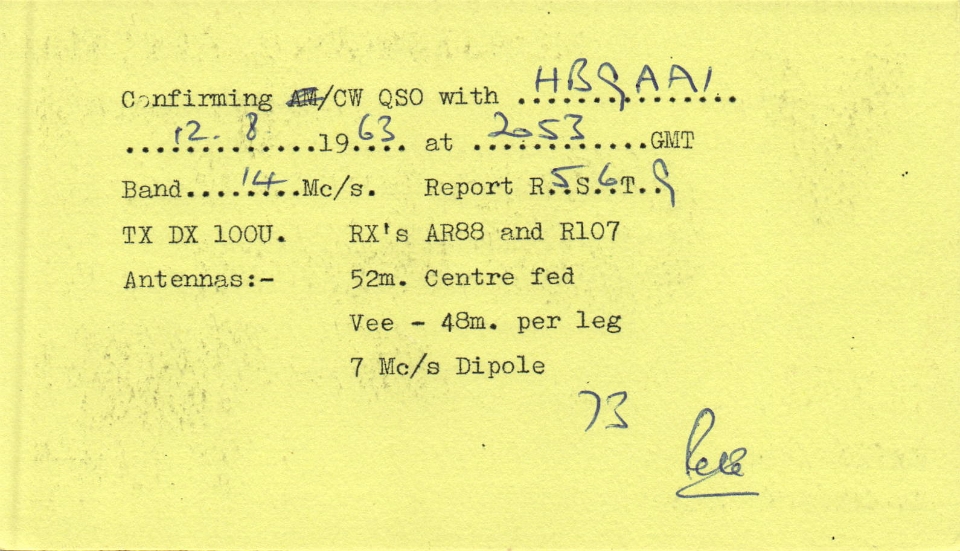 Confirming AM/CW QSO with HB9AAI
12.8 1963 at 2053 GMT
Band 14 Mc/s. Report R 5 S 6 T 9
TX DX 100U. RX's AR88 and R107
Antennas:- 52m. Centre fed
Vee - 48m. per leg
7 Mc/s Dipole
73